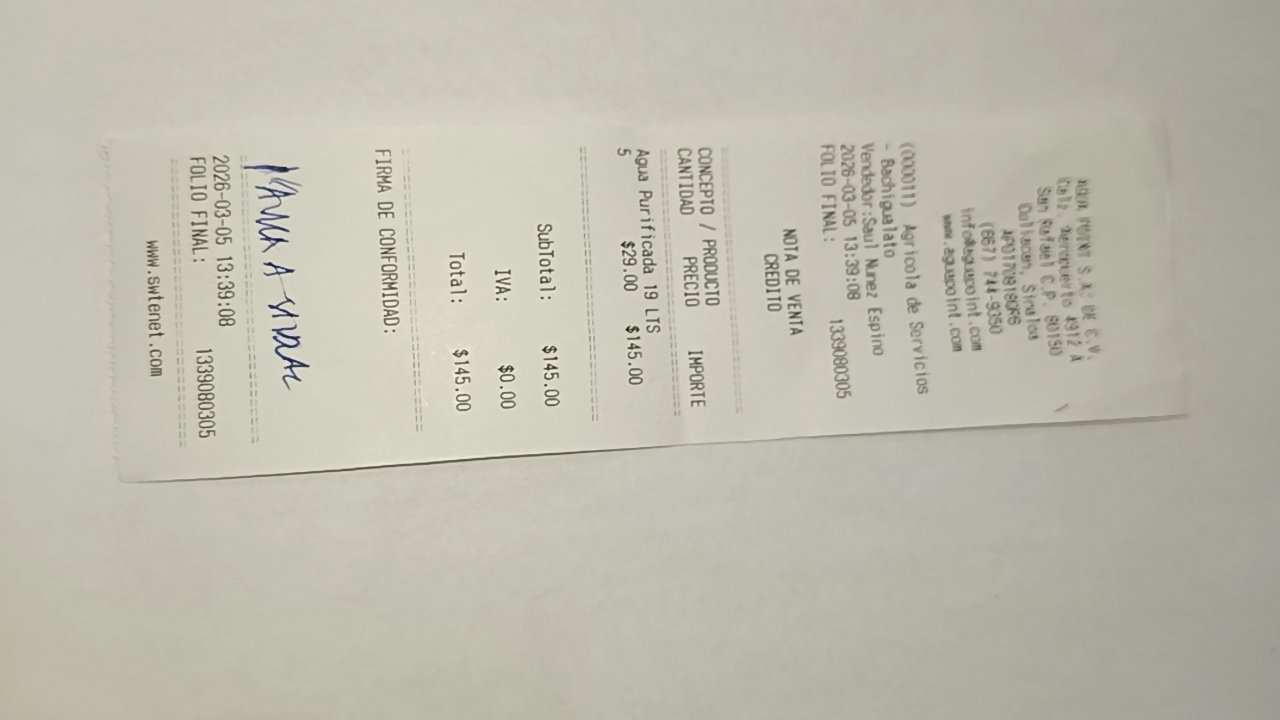 AQUA POINT S.A. DE C.V.
Calz. Aeropuerto 4912 A
San Rafael C.P. 80150
Culiacan, Sinaloa
(667) 744-9350
info@aguapoint.com
www.aguapoint.com
(000011) Agricola de Servicios
- Bachigualato
Vendedor:Saul Nunez Espino
2026-03-05 13:39:08
FOLIO FINAL: 1339080305
NOTA DE VENTA
CREDITO
CONCEPTO / PRODUCTO
CANTIDAD PRECIO IMPORTE
Agua Purificada 19 LTS
5 $29.00 $145.00
SubTotal: $145.00
IVA: $0.00
Total: $145.00
FIRMA DE CONFORMIDAD:
2026-03-05 13:39:08
FOLIO FINAL: 1339080305
www.swtenet.com